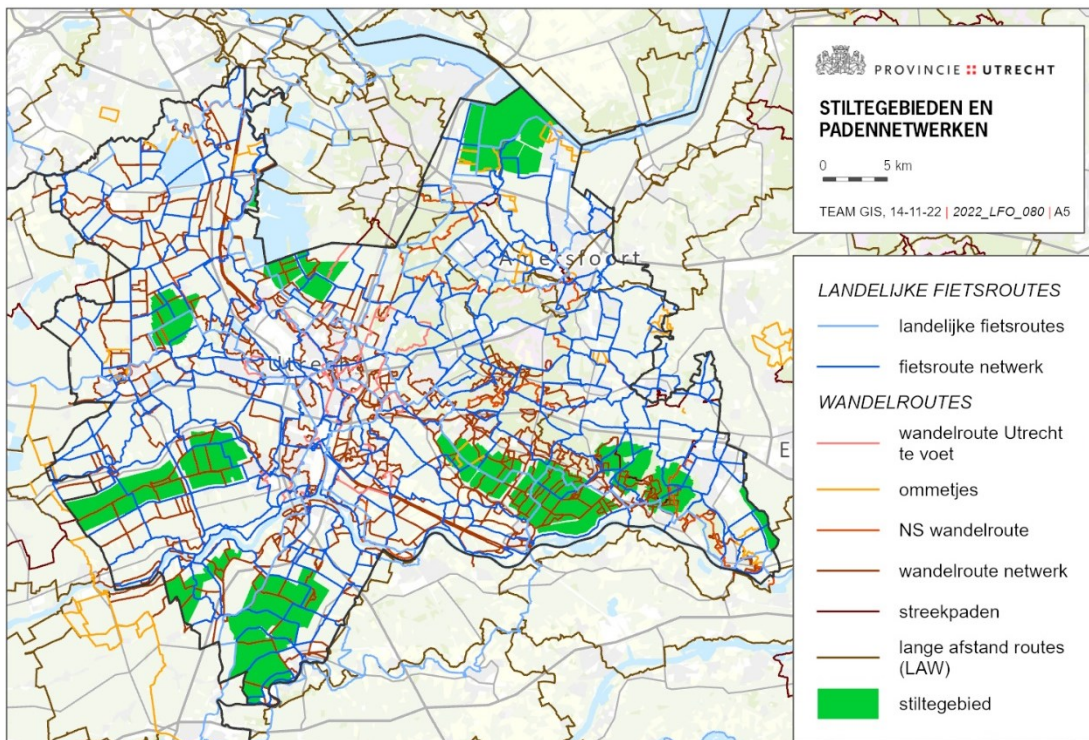 PROVINCIE UTRECHT
STILTEGEBIEDEN EN
PADENNETWERKEN
0 5 km
TEAM GIS, 14-11-22 | 2022_LFO_080 | A5
Amersfoort
Utrecht
E
LANDELIJKE FIETSROUTES
landelijke fietsroutes
fietsroute netwerk
WANDELROUTES
wandelroute Utrecht
te voet
ommetjes
NS wandelroute
wandelroute netwerk
streekpaden
lange afstand routes
(LAW)
stiltegebied